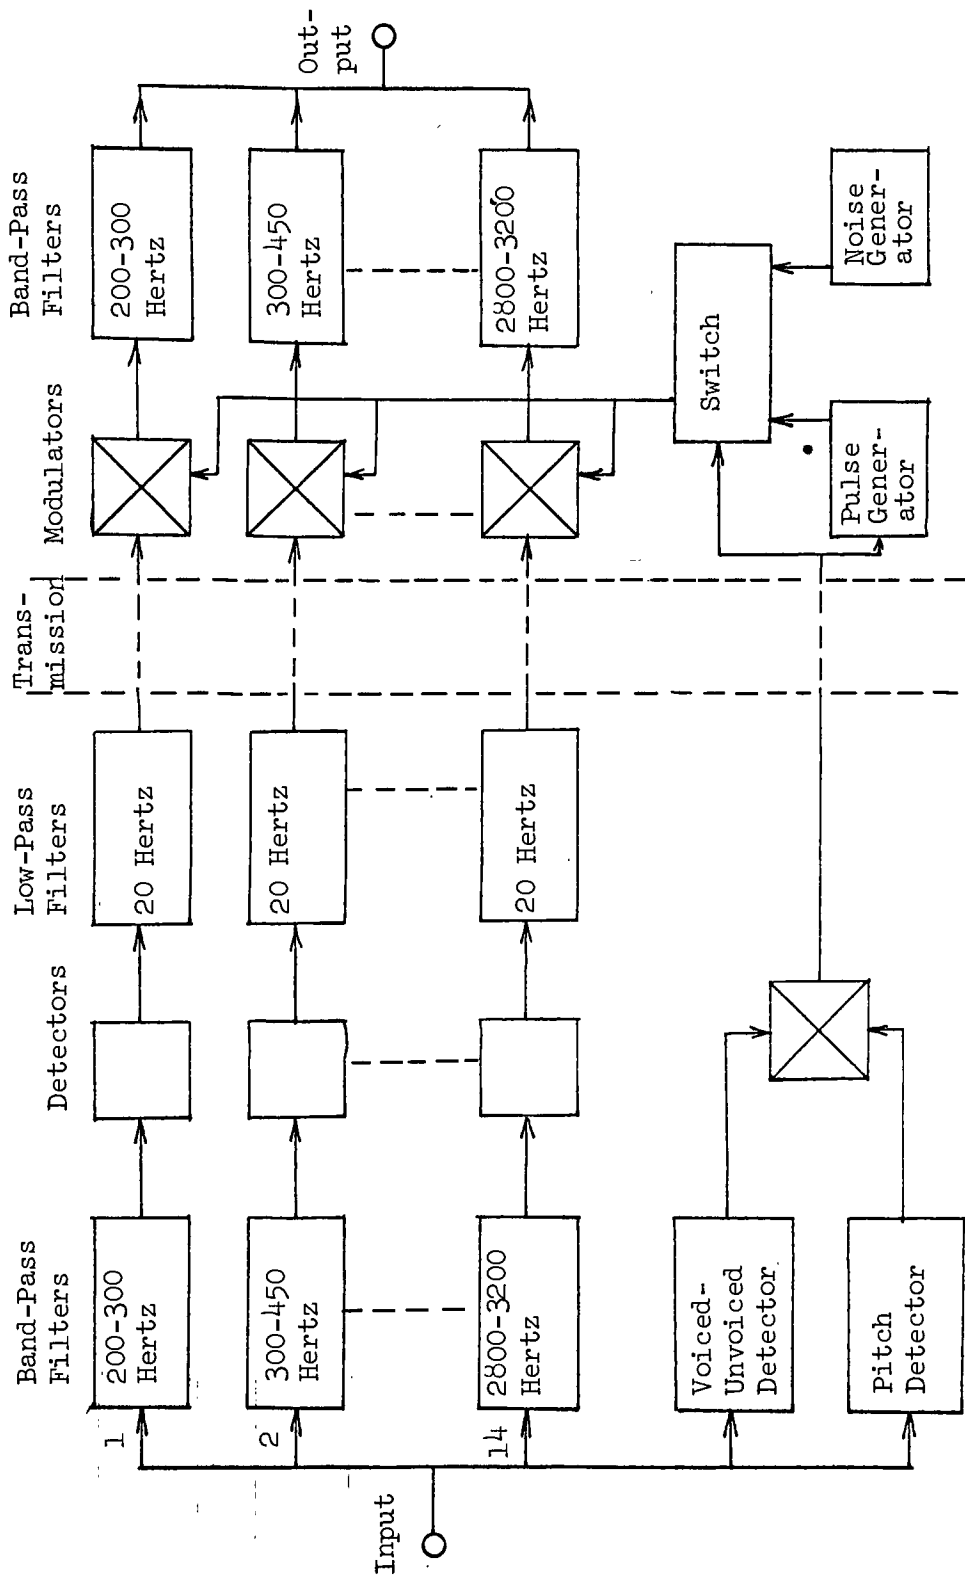 Band-Pass
Filters
Detectors
Low-Pass
Filters
Trans-
mission
Modulators
Band-Pass
Filters
Input
1
200-300
Hertz
20 Hertz
200-300
Hertz
Out-
put
2
300-450
Hertz
20 Hertz
300-450
Hertz
14
2800-3200
Hertz
20 Hertz
2800-3200
Hertz
Voiced-
Unvoiced
Detector
Switch
Pitch
Detector
Pulse
Gener-
ator
Noise
Gener-
ator